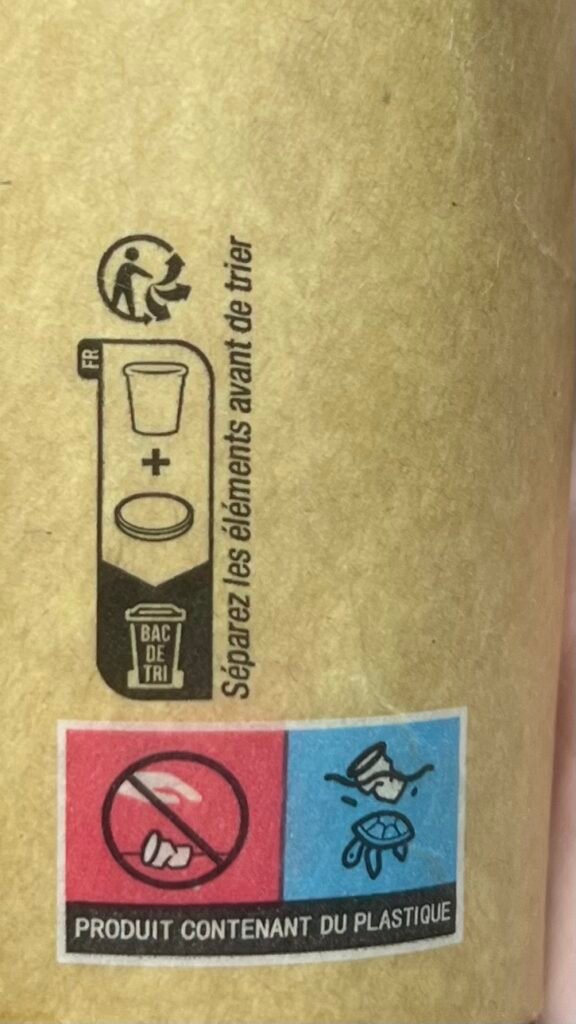 FR
BAC
DE
TRI
Séparez les éléments avant de trier
PRODUIT CONTENANT DU PLASTIQUE